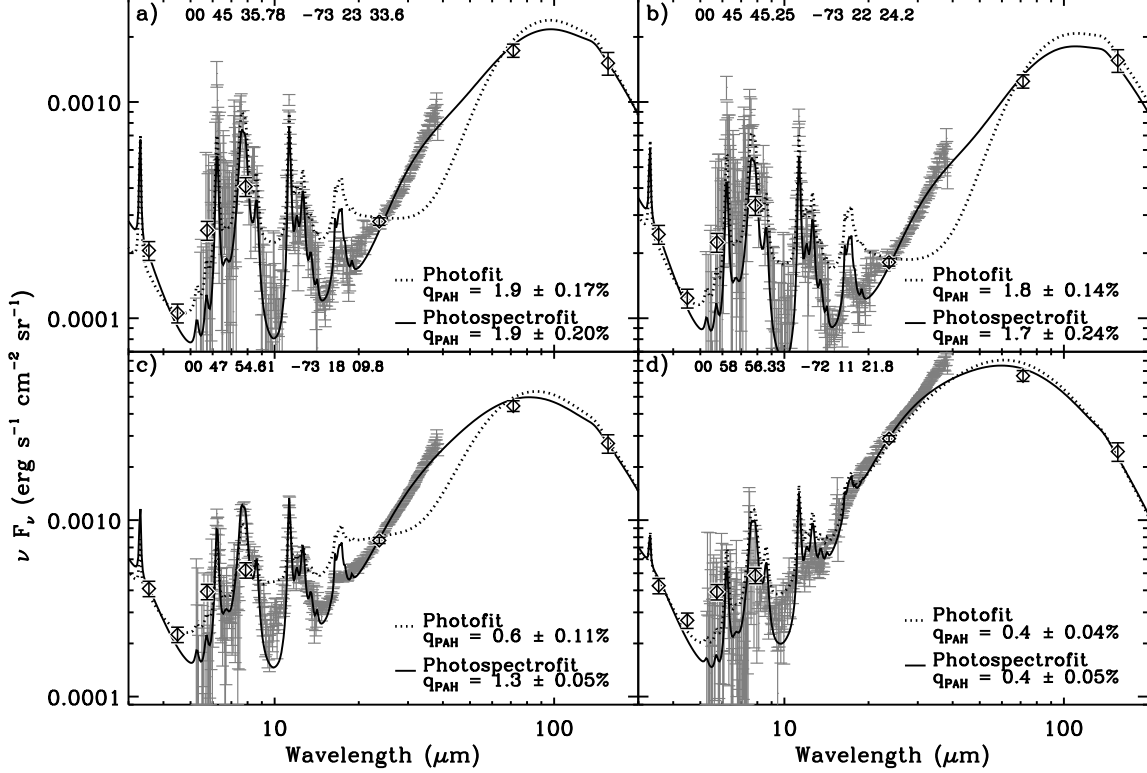 a) 00 45 35.78 -73 23 33.6
b) 00 45 45.25 -73 22 24.2
0.0010
0.0001
Photofit
qPAH = 1.9 ± 0.17%
Photospectrofit
qPAH = 1.9 ± 0.20%
Photofit
qPAH = 1.8 ± 0.14%
Photospectrofit
qPAH = 1.7 ± 0.24%
ν Fν (erg s−1 cm−2 sr−1)
c) 00 47 54.61 -73 18 09.8
d) 00 58 56.33 -72 11 21.8
0.0010
0.0001
Photofit
qPAH = 0.6 ± 0.11%
Photospectrofit
qPAH = 1.3 ± 0.05%
Photofit
qPAH = 0.4 ± 0.04%
Photospectrofit
qPAH = 0.4 ± 0.05%
10 100
10 100
Wavelength (μm)
Wavelength (μm)